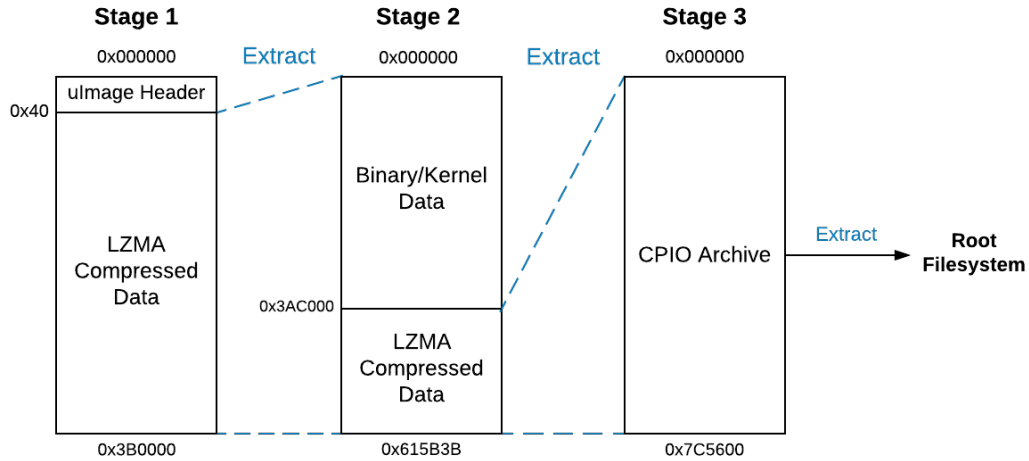 Stage 1
Stage 2
Stage 3
0x000000
Extract
0x000000
Extract
0x000000
uImage Header
0x40
Binary/Kernel
Data
LZMA
Compressed
Data
CPIO Archive
Extract
Root
Filesystem
0x3AC000
LZMA
Compressed
Data
0x3B0000
0x615B3B
0x7C5600